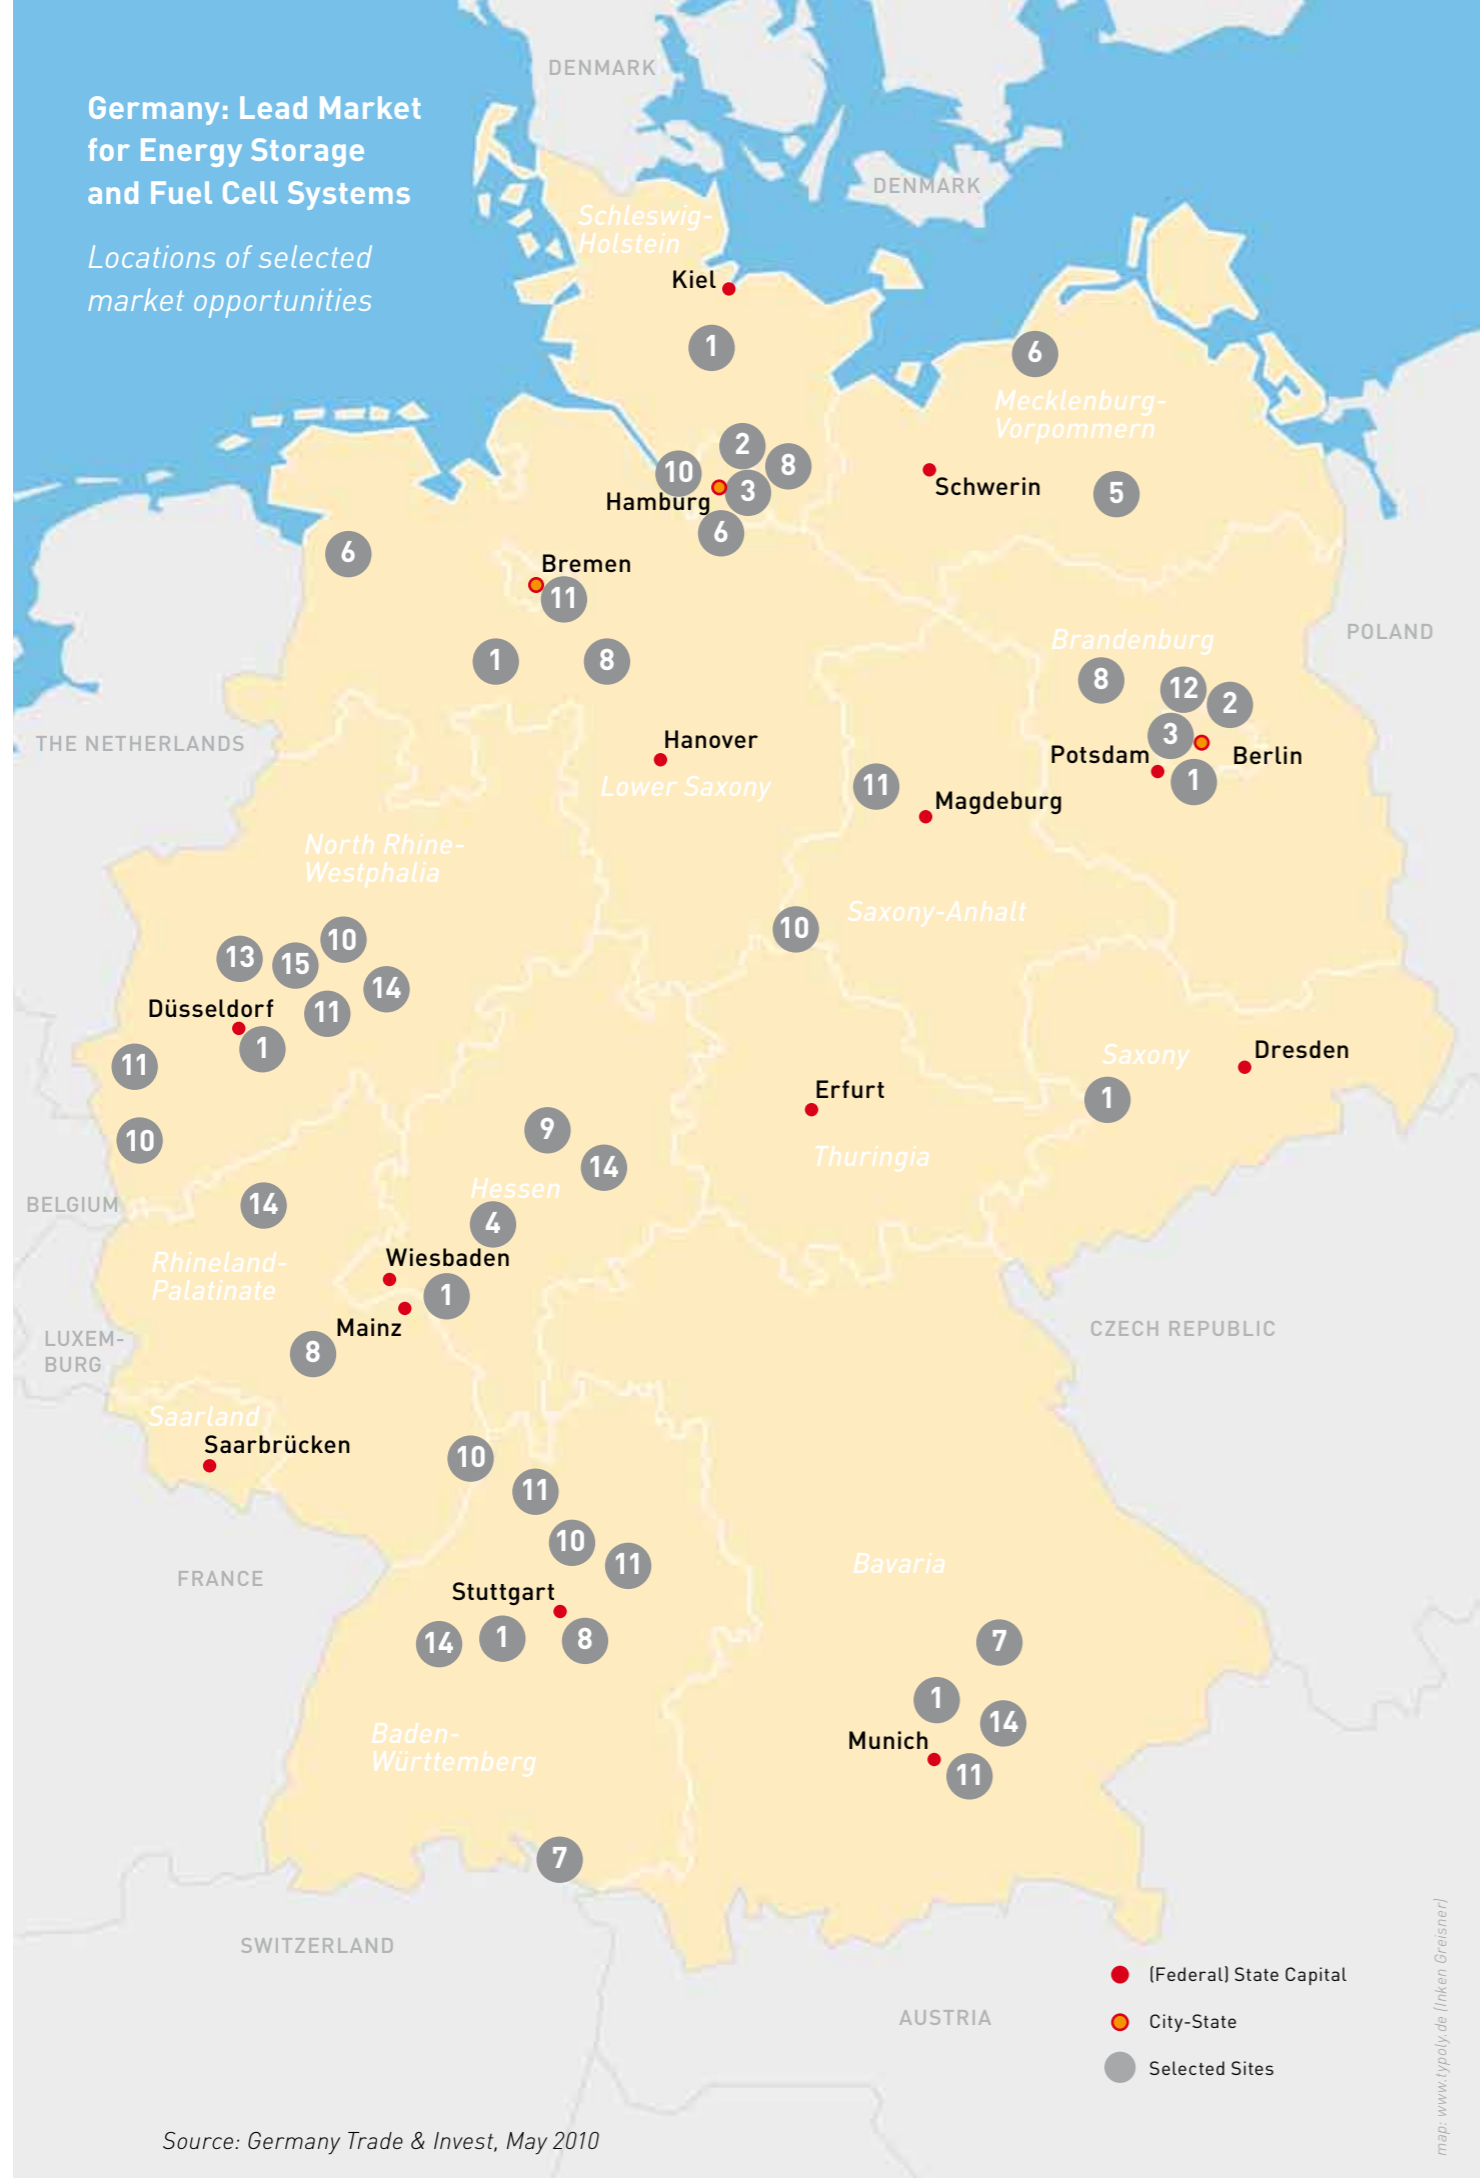 Germany: Lead Market
for Energy Storage
and Fuel Cell Systems
Locations of selected
market opportunities
DENMARK
DENMARK
Schleswig-
Holstein
Kiel
1
6
Mecklenburg-
Vorpommern
2
8
10
3
Hamburg
6
Schwerin
5
6
Bremen
11
1
8
POLAND
Brandenburg
8
12
2
3
Potsdam
Berlin
1
THE NETHERLANDS
Hanover
Lower Saxony
11
Magdeburg
North Rhine-
Westphalia
Saxony-Anhalt
10
13
15
10
14
11
Düsseldorf
1
11
10
Saxony
Dresden
1
Erfurt
Thuringia
9
14
Hessen
4
BELGIUM
14
Rhineland-
Palatinate
Wiesbaden
1
Mainz
8
LUXEM-
BURG
CZECH REPUBLIC
Saarland
Saarbrücken
10
11
10
11
FRANCE
Stuttgart
14
1
8
Bavaria
7
1
14
Munich
11
Baden-
Württemberg
7
SWITZERLAND
AUSTRIA
(Federal) State Capital
City-State
Selected Sites
Source: Germany Trade & Invest, May 2010
map: www.typoly.de (Inken Greisner)